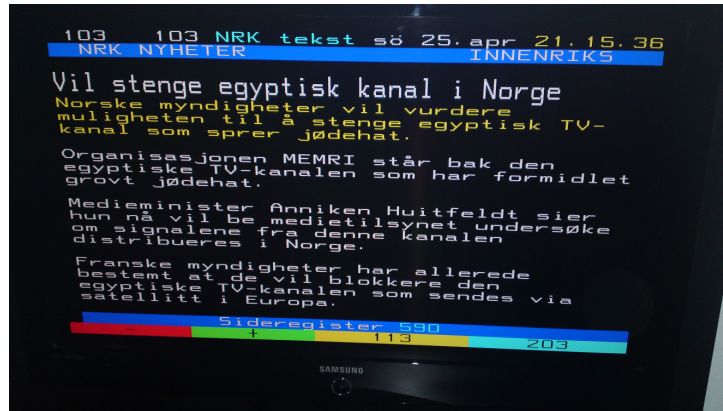 103 103 NRK tekst sö 25. apr 21.15.36
NRK NYHETER INNENRIKS
Vil stenge egyptisk kanal i Norge
Norske myndigheter vil vurdere
muligheten til å stenge egyptisk TV-
kanal som sprer jødehat.
Organisasjonen MEMRI står bak den
egyptiske TV-kanalen som har formidlet
grovt jødehat.
Medieminister Anniken Huitfeldt sier
hun nå vil be medietilsynet undersøke
om signalene fra denne kanalen
distribueres i Norge.
Franske myndigheter har allerede
bestemt at de vil blokkere den
egyptiske TV-kanalen som sendes via
satellitt i Europa.
Sideregister 590
- + 113 203
SAMSUNG